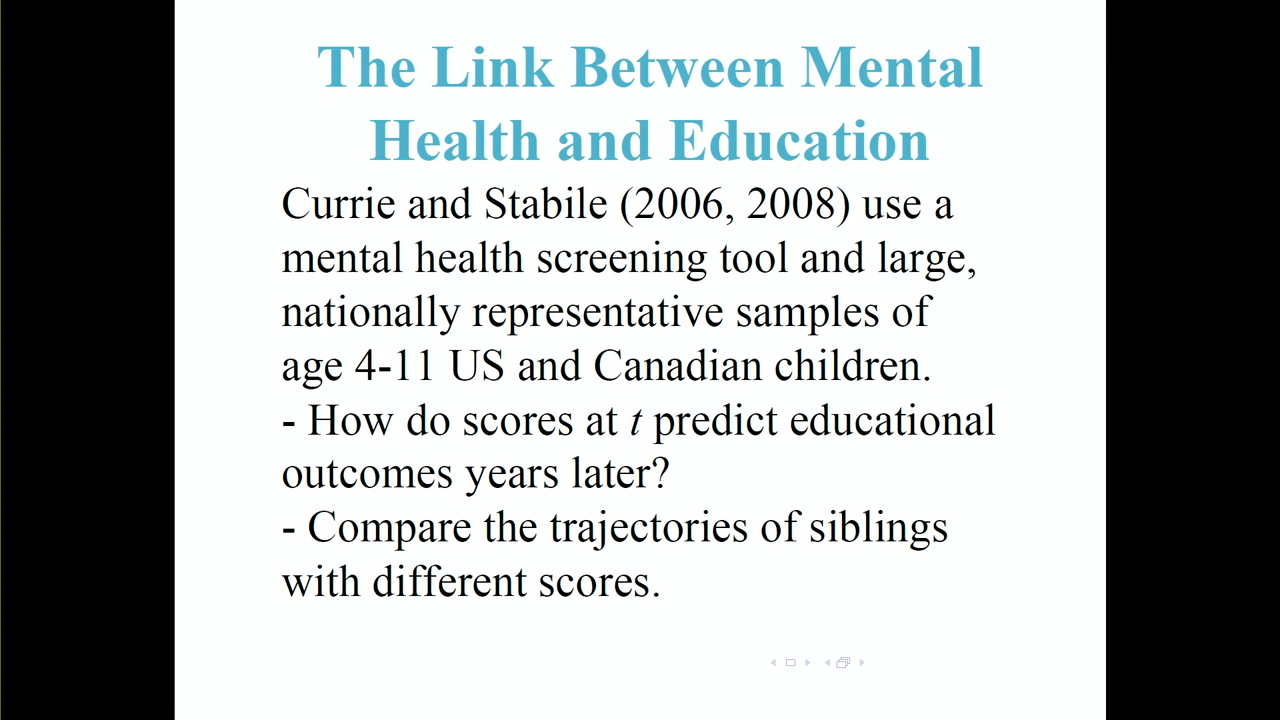 The Link Between Mental
Health and Education
Currie and Stabile (2006, 2008) use a
mental health screening tool and large,
nationally representative samples of
age 4-11 US and Canadian children.
- How do scores at t predict educational
outcomes years later?
- Compare the trajectories of siblings
with different scores.